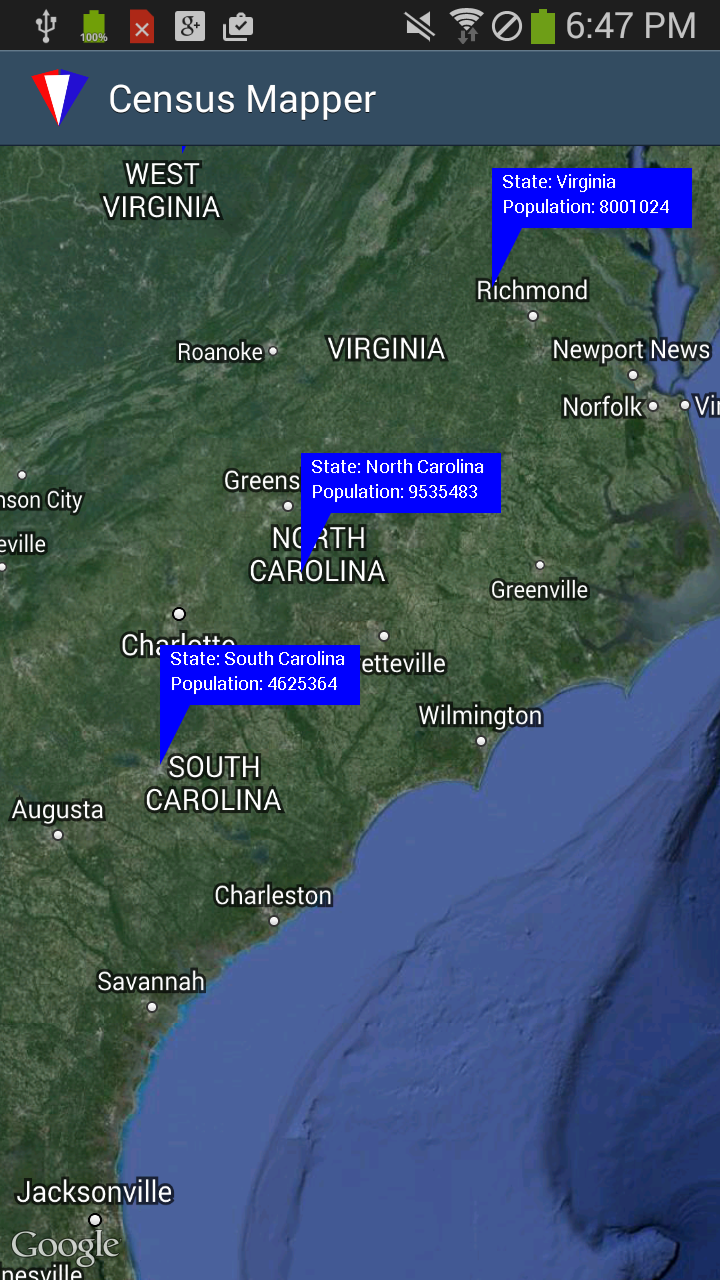 100%
g+
6:47 PM
Census Mapper
WEST
VIRGINIA
State: Virginia
Population: 8001024
Richmond
Roanoke
VIRGINIA
Newport News
Norfolk
Vir
Greens
State: North Carolina
Population: 9535483
nson City
NORTH
CAROLINA
eville
Greenville
Charlotte
etteville
State: South Carolina
Population: 4625364
Wilmington
SOUTH
CAROLINA
Augusta
Charleston
Savannah
Jacksonville
Google
nesville